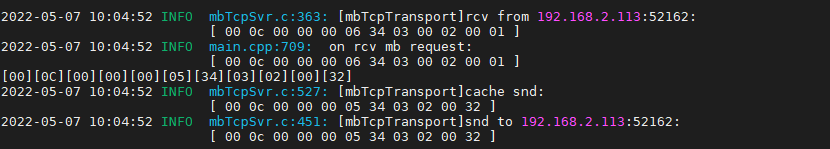 2022-05-07 10:04:52 INFO  mbTcpSvr.c:363: [mbTcpTransport]rcv from 192.168.2.113:52162:
[ 00 0c 00 00 00 06 34 03 00 02 00 01 ]
2022-05-07 10:04:52 INFO  main.cpp:709:  on rcv mb request:
[ 00 0c 00 00 00 06 34 03 00 02 00 01 ]
[00][0C][00][00][00][05][34][03][02][00][32]
2022-05-07 10:04:52 INFO  mbTcpSvr.c:527: [mbTcpTransport]cache snd:
[ 00 0c 00 00 00 05 34 03 02 00 32 ]
2022-05-07 10:04:52 INFO  mbTcpSvr.c:451: [mbTcpTransport]snd to 192.168.2.113:52162:
[ 00 0c 00 00 00 05 34 03 02 00 32 ]